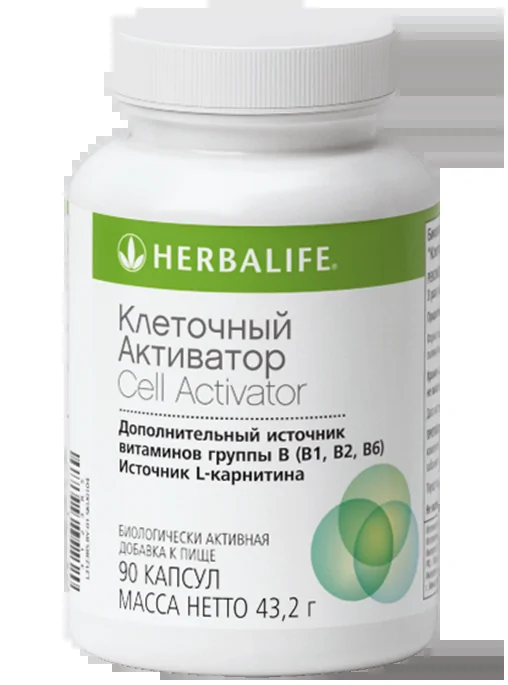 HERBALIFE®
Клеточный
Активатор
Cell Activator
Дополнительный источник
витаминов группы В (В1, В2, В6)
Источник L-карнитина
БИОЛОГИЧЕСКИ АКТИВНАЯ
ДОБАВКА К ПИЩЕ
90 КАПСУЛ
МАССА НЕТТО 43,2 г